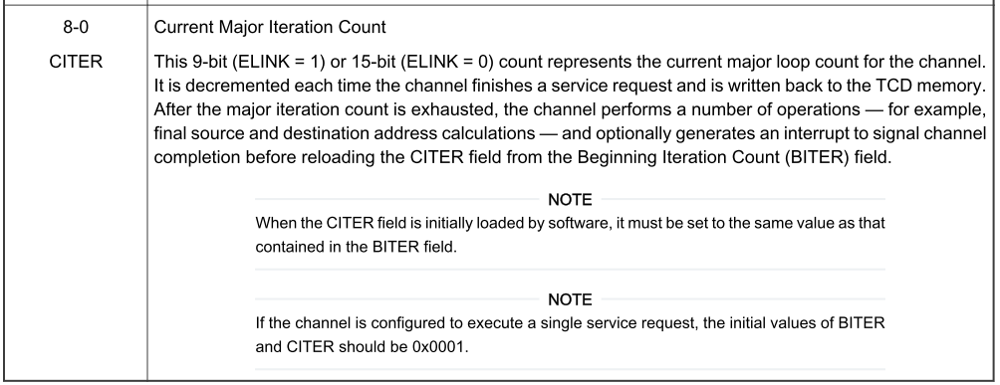 8-0
Current Major Iteration Count
CITER
This 9-bit (ELINK = 1) or 15-bit (ELINK = 0) count represents the current major loop count for the channel.
It is decremented each time the channel finishes a service request and is written back to the TCD memory.
After the major iteration count is exhausted, the channel performs a number of operations — for example,
final source and destination address calculations — and optionally generates an interrupt to signal channel
completion before reloading the CITER field from the Beginning Iteration Count (BITER) field.
NOTE
When the CITER field is initially loaded by software, it must be set to the same value as that
contained in the BITER field.
NOTE
If the channel is configured to execute a single service request, the initial values of BITER
and CITER should be 0x0001.